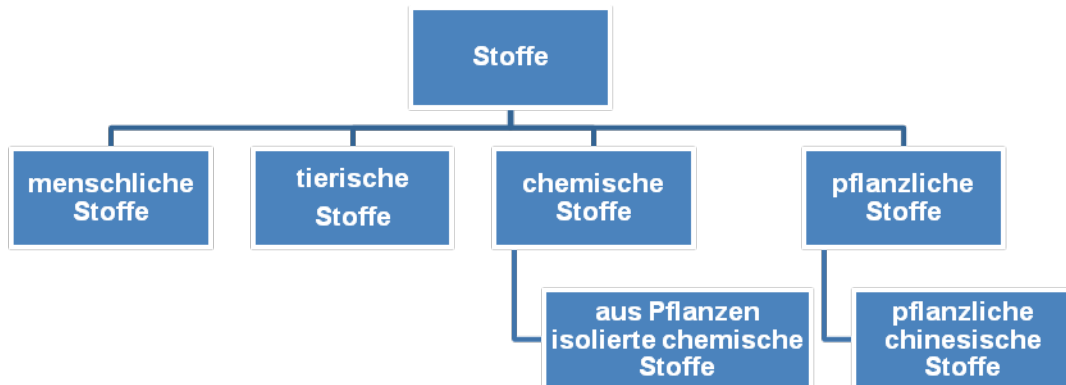 Stoffe
menschliche
Stoffe
tierische
Stoffe
chemische
Stoffe
pflanzliche
Stoffe
aus Pflanzen
isolierte chemische
Stoffe
pflanzliche
chinesische
Stoffe